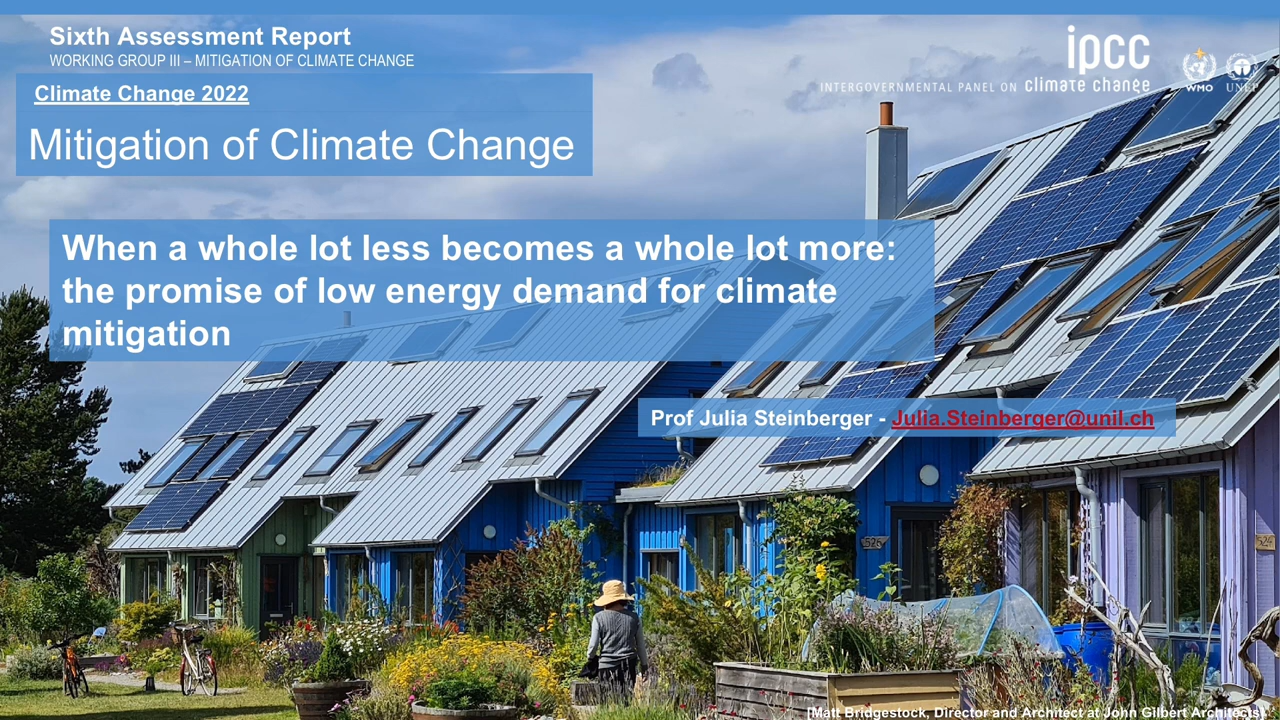 Sixth Assessment Report
WORKING GROUP III – MITIGATION OF CLIMATE CHANGE
ipcc
INTERGOVERNMENTAL PANEL ON climate change
WMO
UNEP
Climate Change 2022
Mitigation of Climate Change
When a whole lot less becomes a whole lot more:
the promise of low energy demand for climate
mitigation
Prof Julia Steinberger - Julia.Steinberger@unil.ch
526
524
[Matt Bridgestock, Director and Architect at John Gilbert Architects]